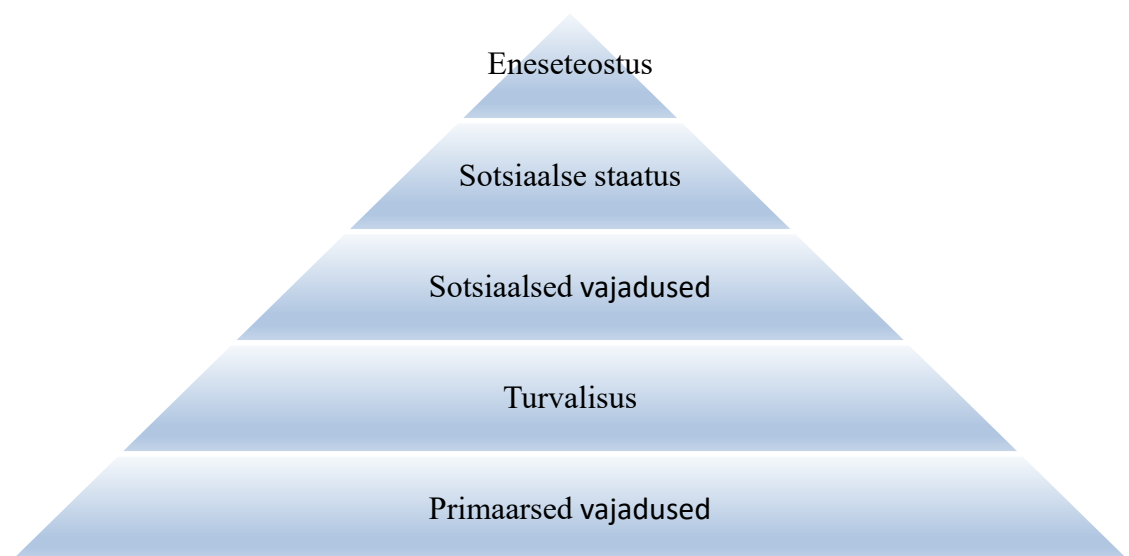 Eneseteostus
Sotsiaalse staatus
Sotsiaalsed vajadused
Turvalisus
Primaarsed vajadused